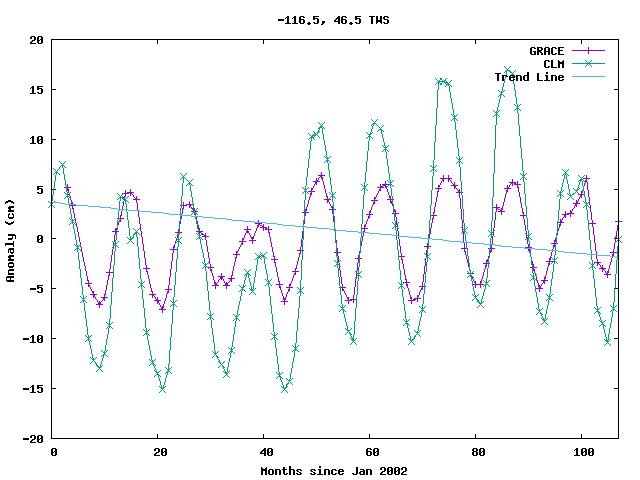 -116.5, 46.5 TWS
20
GRACE
CLM
Trend Line
15
10
5
0
-5
-10
-15
-20
Anomaly (cm)
0 20 40 60 80 100
Months since Jan 2002